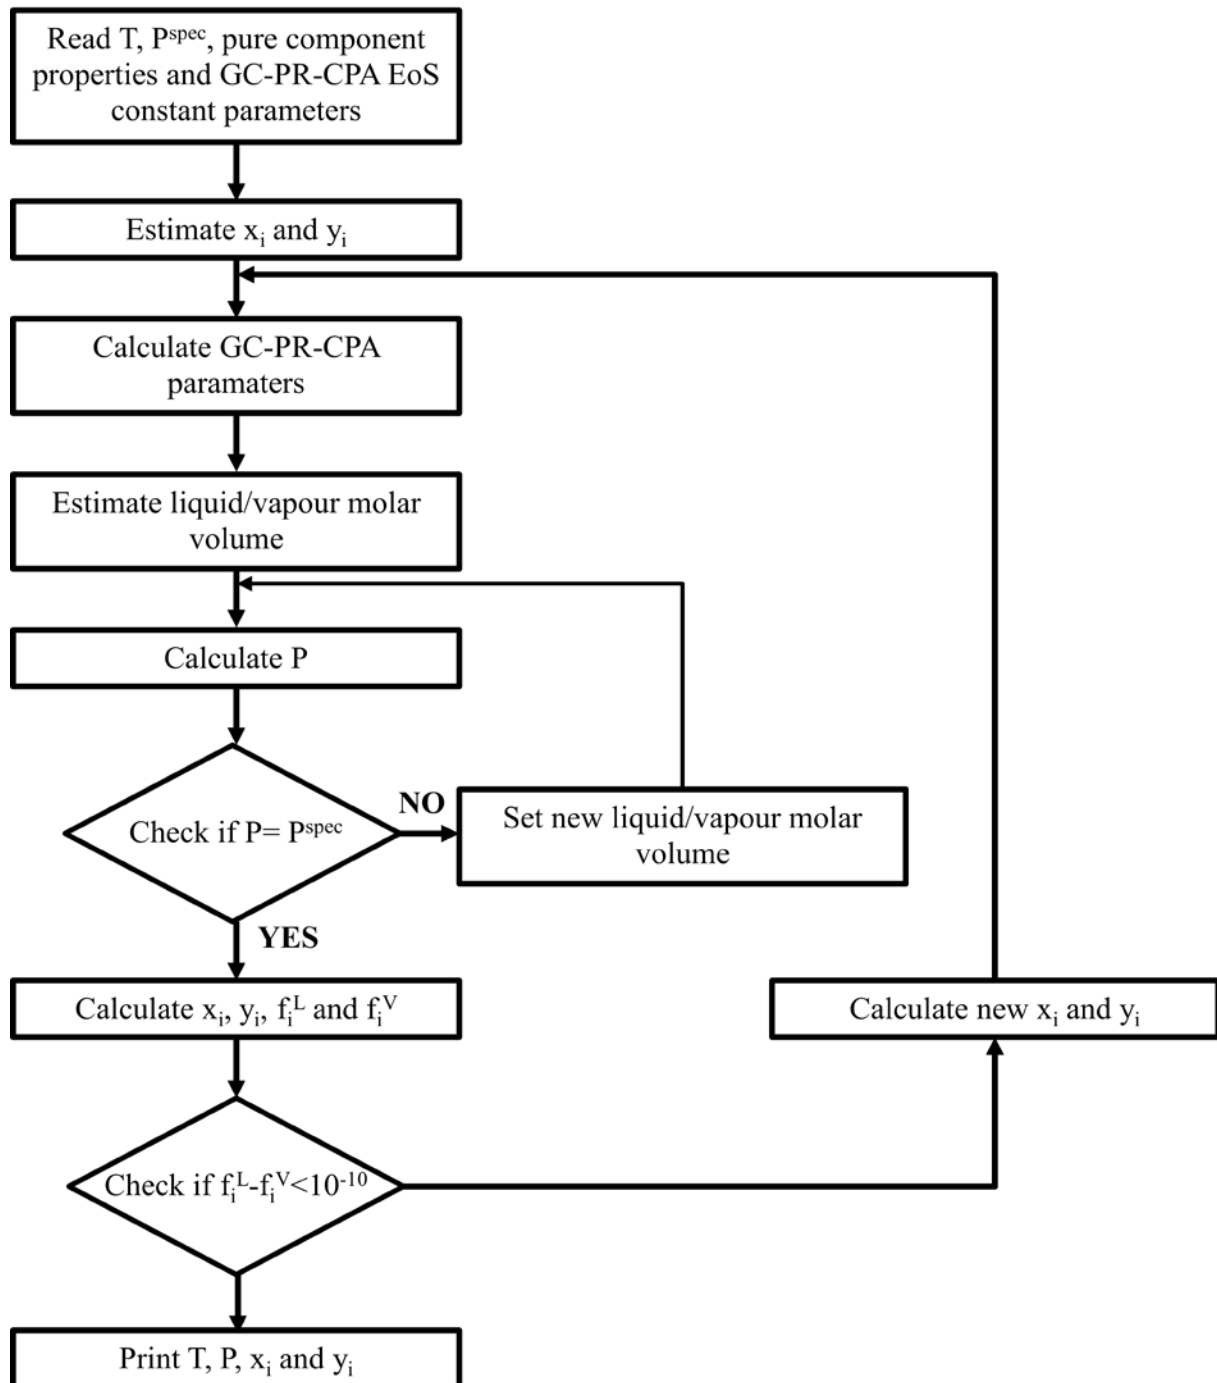 Read T, Pˢᵖᵉᶜ, pure component
properties and GC-PR-CPA EoS
constant parameters
Estimate xᵢ and yᵢ
Calculate GC-PR-CPA
paramaters
Estimate liquid/vapour molar
volume
Calculate P
Check if P= Pˢᵖᵉᶜ
NO
Set new liquid/vapour molar
volume
YES
Calculate xᵢ, yᵢ, fᵢᴸ and fᵢⱽ
Calculate new xᵢ and yᵢ
Check if fᵢᴸ-fᵢⱽ<10⁻¹⁰
Print T, P, xᵢ and yᵢ